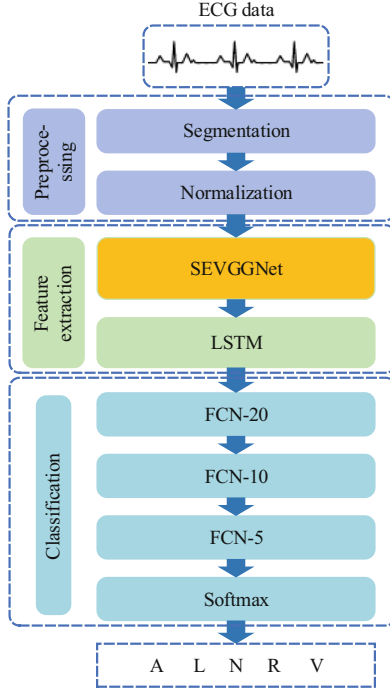 ECG data
Preproce-
ssing
Segmentation
Normalization
Feature
extraction
SEVGGNet
LSTM
Classification
FCN-20
FCN-10
FCN-5
Softmax
A L N R V